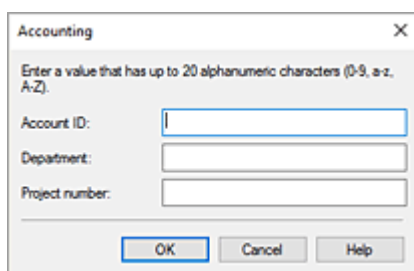 Accounting
Enter a value that has up to 20 alphanumeric characters (0-9, a-z,
A-Z).
Account ID:
Department:
Project number:
OK Cancel Help